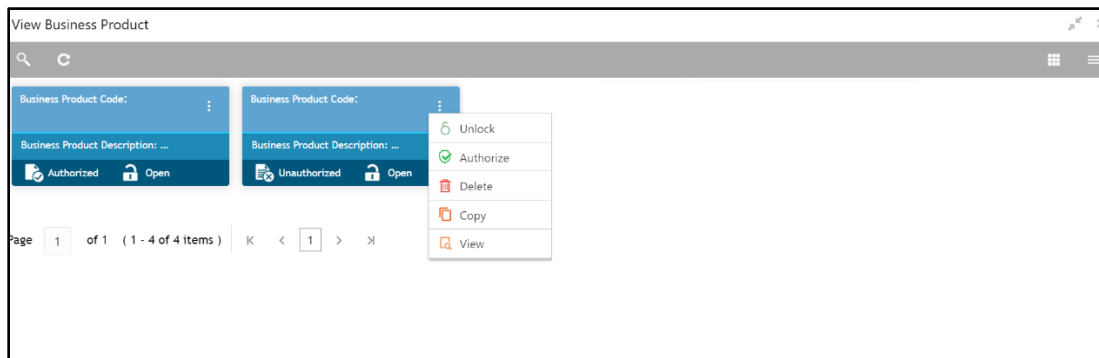 View Business Product
Business Product Code:
Business Product Description: ...
Authorized Open
Business Product Code:
Business Product Description: ...
Unauthorized Open
Unlock
Authorize
Delete
Copy
View
Page 1 of 1 ( 1 - 4 of 4 items ) K < 1 > >|